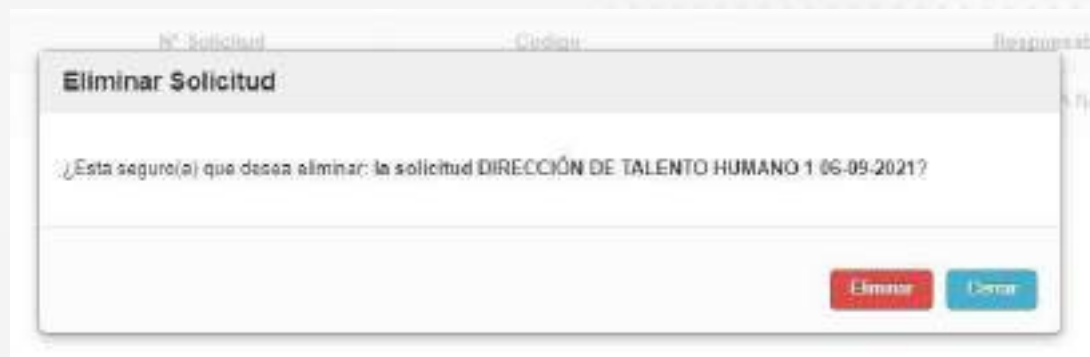 N° Solicitud Codigo Responsab
Eliminar Solicitud
¿Esta seguro(a) que desea eliminar: la solicitud DIRECCIÓN DE TALENTO HUMANO 1 06-09-2021?
Eliminar Cerrar